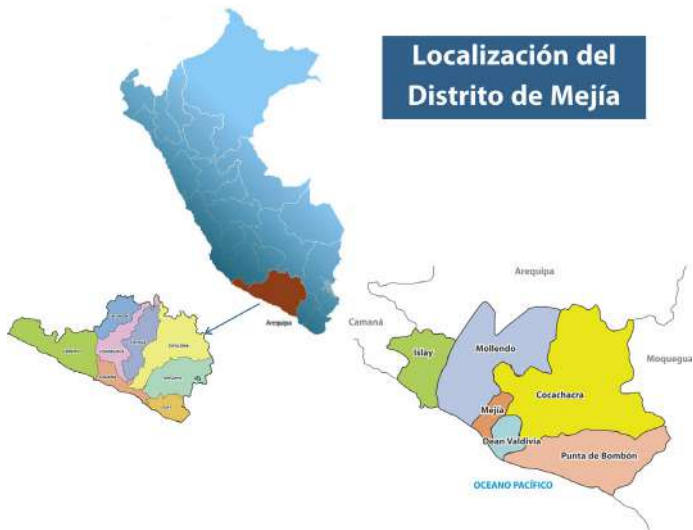 Localización del
Distrito de Mejía
Arequipa
Arequipa
Camaná
Moquegua
Islay
Mollendo
Cocachacra
Mejía
Dean Valdivia
Punta de Bombón
OCEANO PACÍFICO